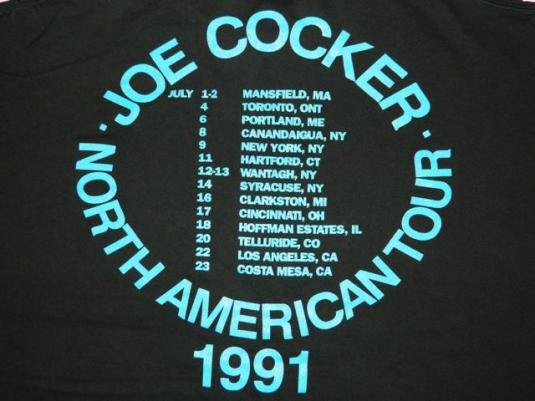 · JOE COCKER ·
JULY 1-2 MANSFIELD, MA
4 TORONTO, ONT
6 PORTLAND, ME
8 CANANDAIGUA, NY
9 NEW YORK, NY
11 HARTFORD, CT
12-13 WANTAGH, NY
14 SYRACUSE, NY
16 CLARKSTON, MI
17 CINCINNATI, OH
18 HOFFMAN ESTATES, IL
20 TELLURIDE, CO
22 LOS ANGELES, CA
23 COSTA MESA, CA
NORTH AMERICAN TOUR
1991